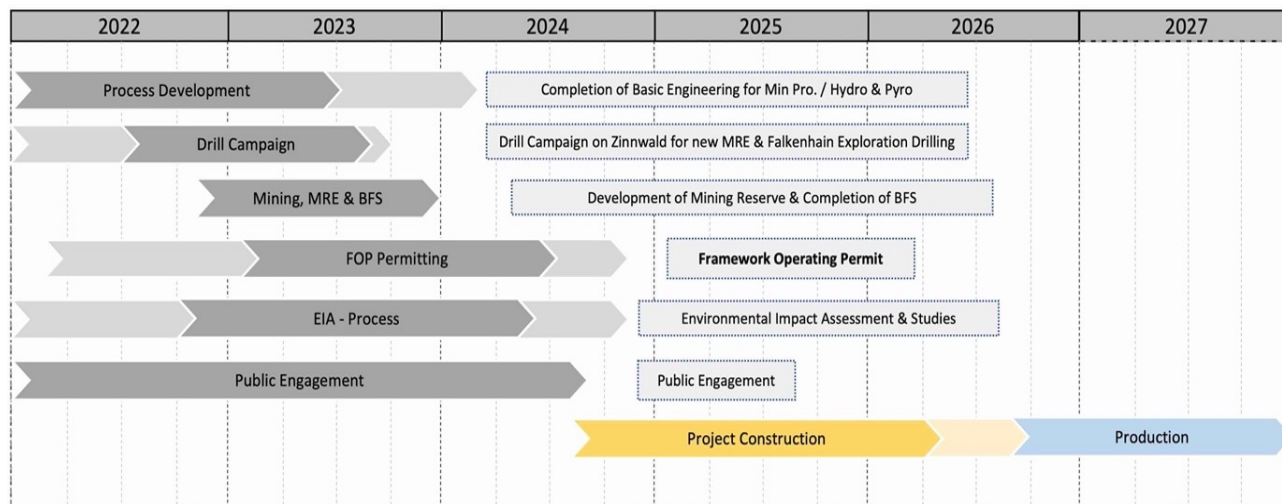 2022 2023 2024 2025 2026 2027
Process Development Completion of Basic Engineering for Min Pro. / Hydro & Pyro
Drill Campaign Drill Campaign on Zinnwald for new MRE & Falkenhain Exploration Drilling
Mining, MRE & BFS Development of Mining Reserve & Completion of BFS
FOP Permitting Framework Operating Permit
EIA - Process Environmental Impact Assessment & Studies
Public Engagement Public Engagement
Project Construction Production